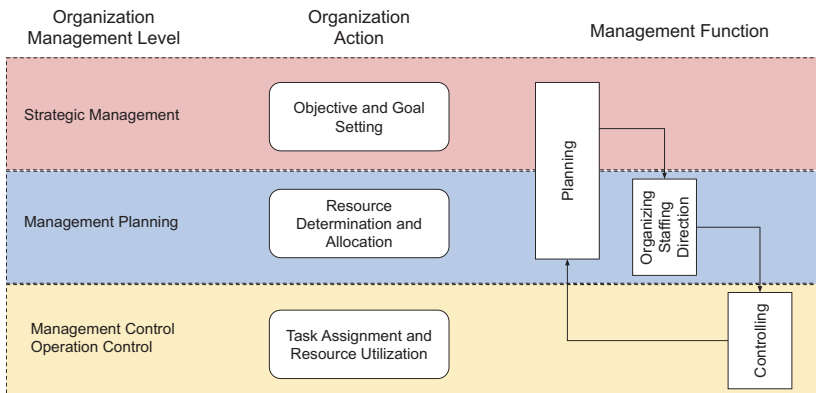 Organization
Management Level
Organization
Action
Management Function
Strategic Management
Objective and Goal
Setting
Planning
Management Planning
Resource
Determination and
Allocation
Organizing
Staffing
Direction
Management Control
Operation Control
Task Assignment and
Resource Utilization
Controlling